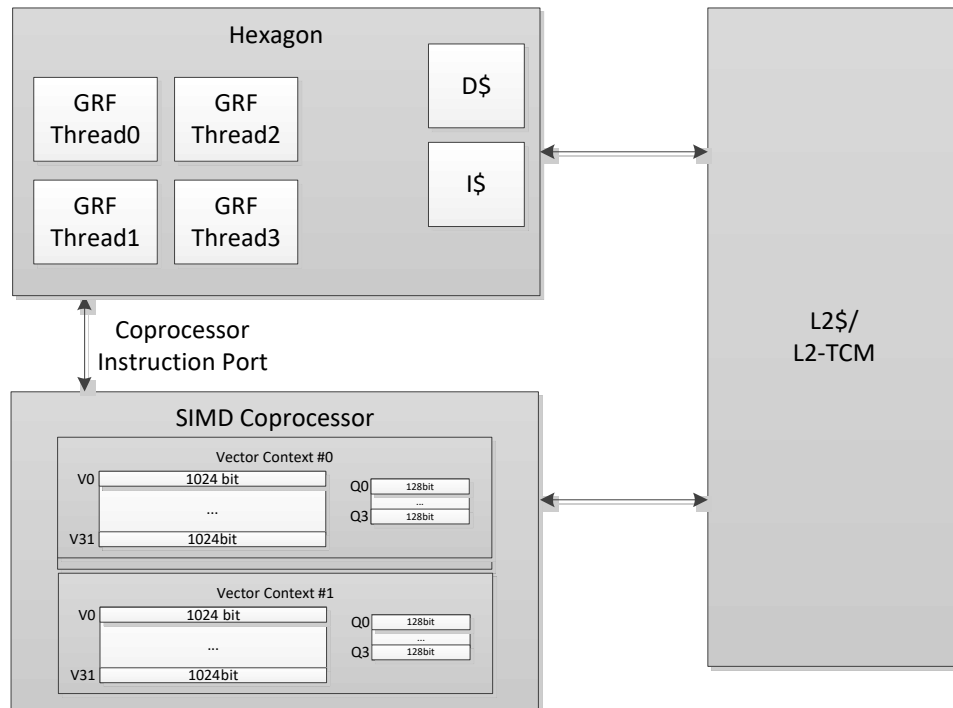 Hexagon
GRF
Thread0
GRF
Thread2
GRF
Thread1
GRF
Thread3
D$
I$
Coprocessor
Instruction Port
L2$/
L2-TCM
SIMD Coprocessor
Vector Context #0
V0
1024 bit
...
V31
1024bit
Q0
128bit
...
Q3
128bit
Vector Context #1
V0
1024 bit
...
V31
1024bit
Q0
128bit
...
Q3
128bit